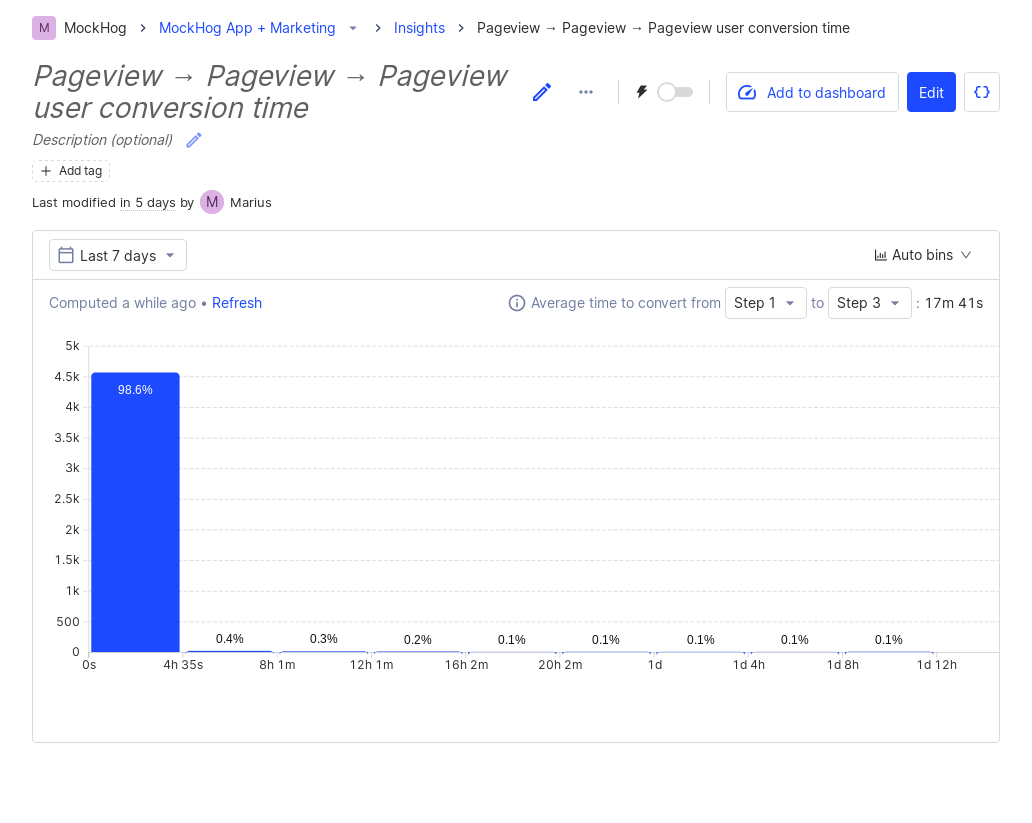 M MockHog MockHog App + Marketing Insights Pageview → Pageview → Pageview user conversion time
Pageview → Pageview → Pageview
user conversion time
Add to dashboard Edit
Description (optional)
Add tag
Last modified in 5 days by M Marius
Last 7 days Auto bins
Computed a while ago • Refresh Average time to convert from Step 1 to Step 3 : 17m 41s
5k
4.5k
98.6%
4k
3.5k
3k
2.5k
2k
1.5k
1k
500
0.4% 0.3% 0.2% 0.1% 0.1% 0.1% 0.1% 0.1%
0
0s 4h 35s 8h 1m 12h 1m 16h 2m 20h 2m 1d 1d 4h 1d 8h 1d 12h